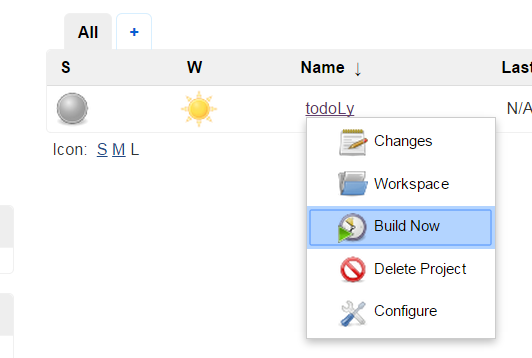 All +
S W Name ↓ Last
todoLy N/A
Icon: S M L
Changes
Workspace
Build Now
Delete Project
Configure